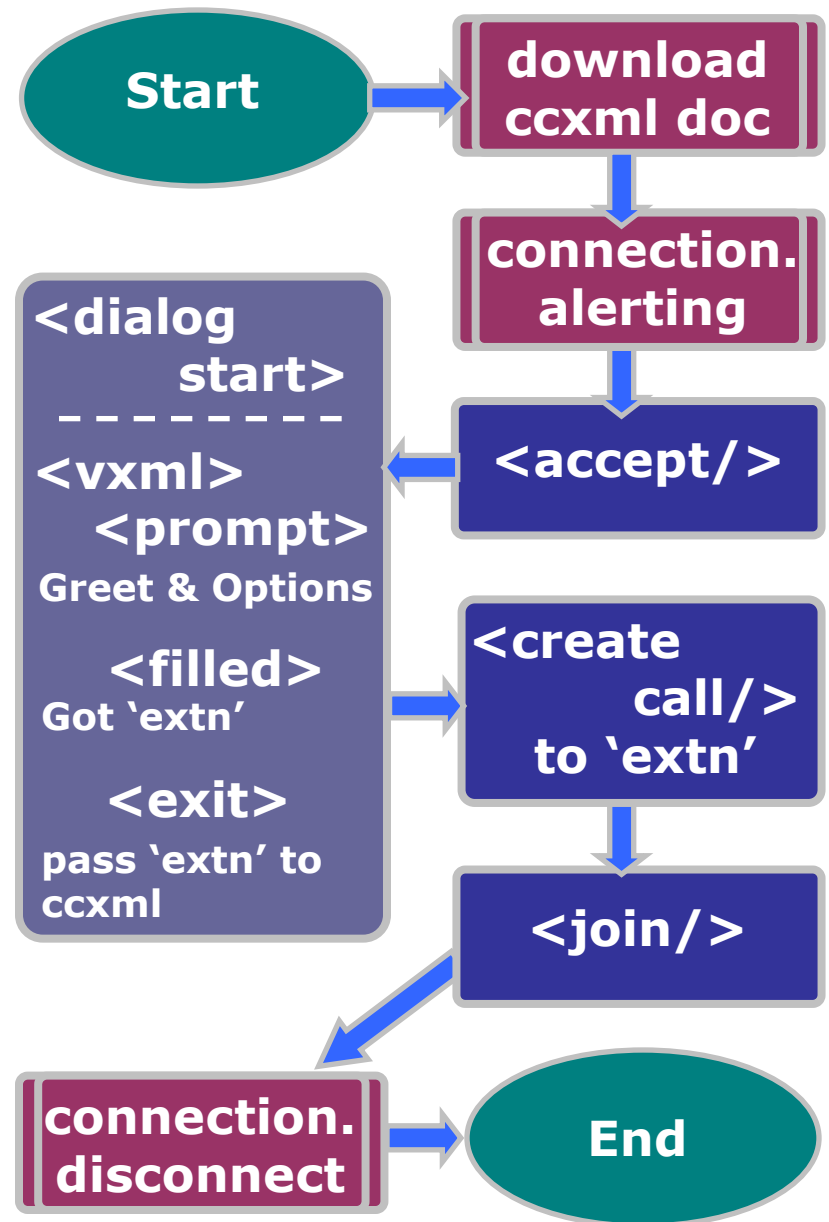 Start
download
ccxml doc
connection.
alerting
<accept/>
<dialog
start>
<vxml>
<prompt>
Greet & Options
<filled>
Got ‘extn’
<exit>
pass ‘extn’ to
ccxml
<create
call/>
to ‘extn’
<join/>
connection.
disconnect
End